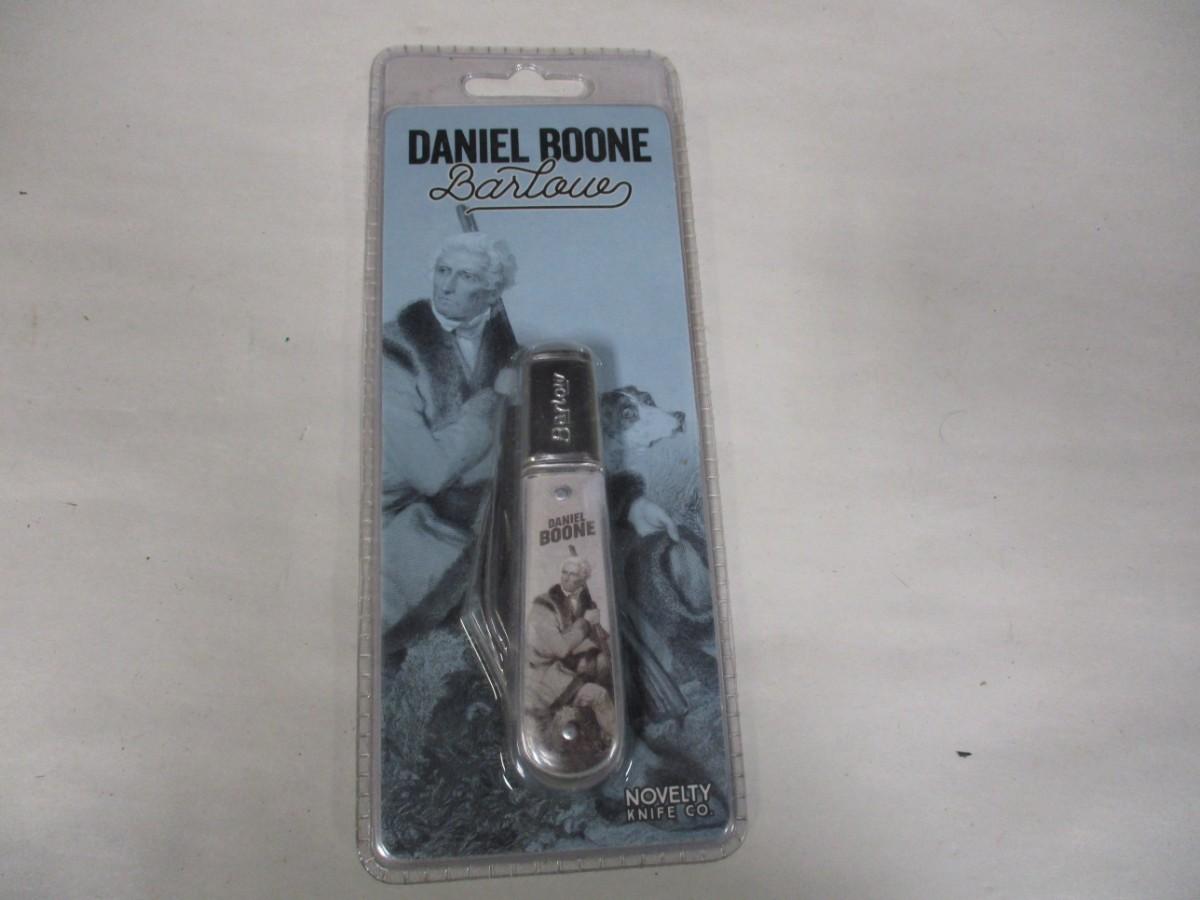 DANIEL BOONE
Barlow
Barlow
DANIEL
BOONE
NOVELTY
KNIFE CO.